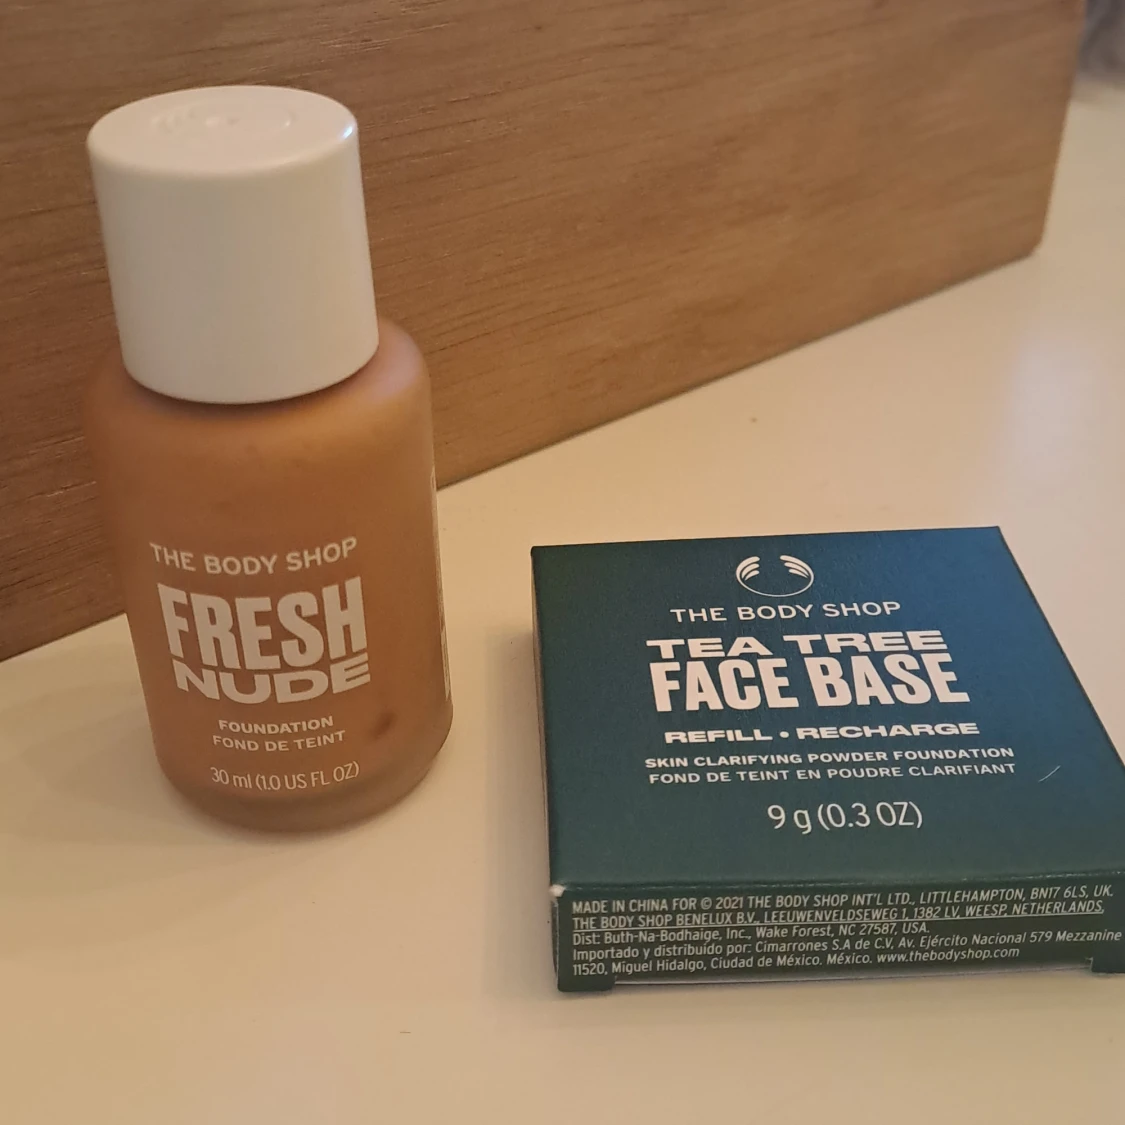 THE BODY SHOP
FRESH
NUDE
FOUNDATION
FOND DE TEINT
30 ml (1.0 US FL OZ)
THE BODY SHOP
TEA TREE
FACE BASE
REFILL • RECHARGE
SKIN CLARIFYING POWDER FOUNDATION
FOND DE TEINT EN POUDRE CLARIFIANT
9 g (0.3 OZ)
MADE IN CHINA FOR © 2021 THE BODY SHOP INT'L LTD., LITTLEHAMPTON, BN17 6LS, UK.
THE BODY SHOP BENELUX B.V., LEEUWENVELDSEWEG 1, 1382 LV, WEESP, NETHERLANDS.
Dist: Buth-Na-Bodhaige, Inc., Wake Forest, NC 27587, USA.
Importado y distribuido por: Cimarrones S.A de C.V, Av. Ejército Nacional 579 Mezzanine
11520, Miguel Hidalgo, Ciudad de México. México. www.thebodyshop.com